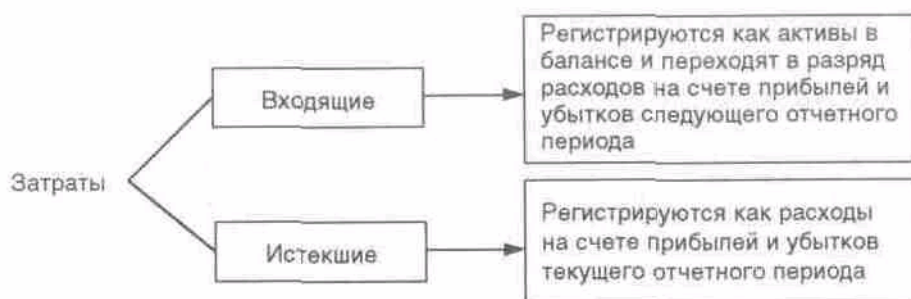 Затраты
Входящие
Регистрируются как активы в
балансе и переходят в разряд
расходов на счете прибылей и
убытков следующего отчетного
периода
Истекшие
Регистрируются как расходы
на счете прибылей и убытков
текущего отчетного периода